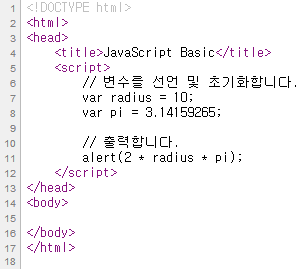 1 <!DOCTYPE html>
2 <html>
3 <head>
4 <title>JavaScript Basic</title>
5 <script>
6 // 변수를 선언 및 초기화합니다.
7 var radius = 10;
8 var pi = 3.14159265;
9
10 // 출력합니다.
11 alert(2 * radius * pi);
12 </script>
13 </head>
14 <body>
15
16 </body>
17 </html>
18